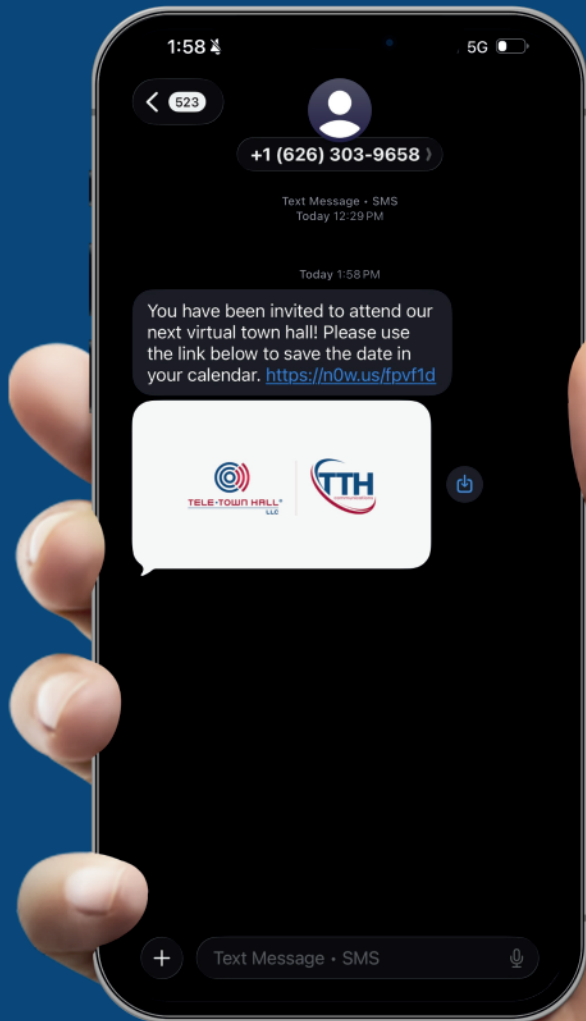 1:58
5G
523
+1 (626) 303-9658
Text Message • SMS
Today 12:29 PM
Today 1:58 PM
You have been invited to attend our
next virtual town hall! Please use
the link below to save the date in
your calendar. https://n0w.us/fpvf1d
TTH
TELE-TOWN HALL®
LLC
communications
Text Message • SMS